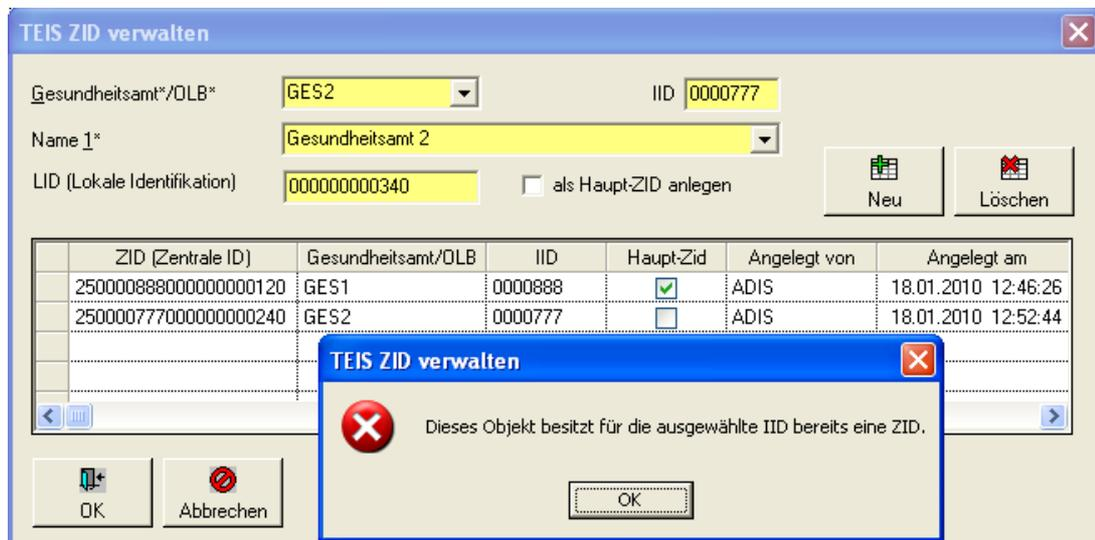 TEIS ZID verwalten
Gesundheitsamt*/OLB* GES2 IID 0000777
Name 1* Gesundheitsamt 2
LID (Lokale Identifikation) 000000000340 als Haupt-ZID anlegen Neu Löschen
ZID (Zentrale ID) Gesundheitsamt/OLB IID Haupt-Zid Angelegt von Angelegt am
250000888000000000120 GES1 0000888 ADIS 18.01.2010 12:46:26
250000777000000000240 GES2 0000777 ADIS 18.01.2010 12:52:44
TEIS ZID verwalten
Dieses Objekt besitzt für die ausgewählte IID bereits eine ZID.
OK
OK Abbrechen